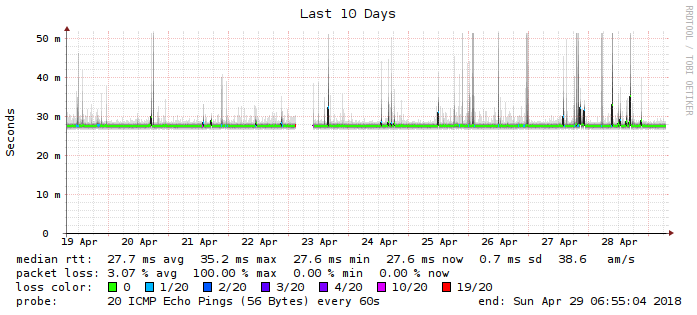 Last 10 Days
RRDTOOL / TOBI OETIKER
Seconds
50 m
40 m
30 m
20 m
10 m
0
19 Apr 20 Apr 21 Apr 22 Apr 23 Apr 24 Apr 25 Apr 26 Apr 27 Apr 28 Apr
median rtt: 27.7 ms avg 35.2 ms max 27.6 ms min 27.6 ms now 0.7 ms sd 38.6 am/s
packet loss: 3.07 % avg 100.00 % max 0.00 % min 0.00 % now
loss color: 0 1/20 2/20 3/20 4/20 10/20 19/20
probe: 20 ICMP Echo Pings (56 Bytes) every 60s end: Sun Apr 29 06:55:04 2018